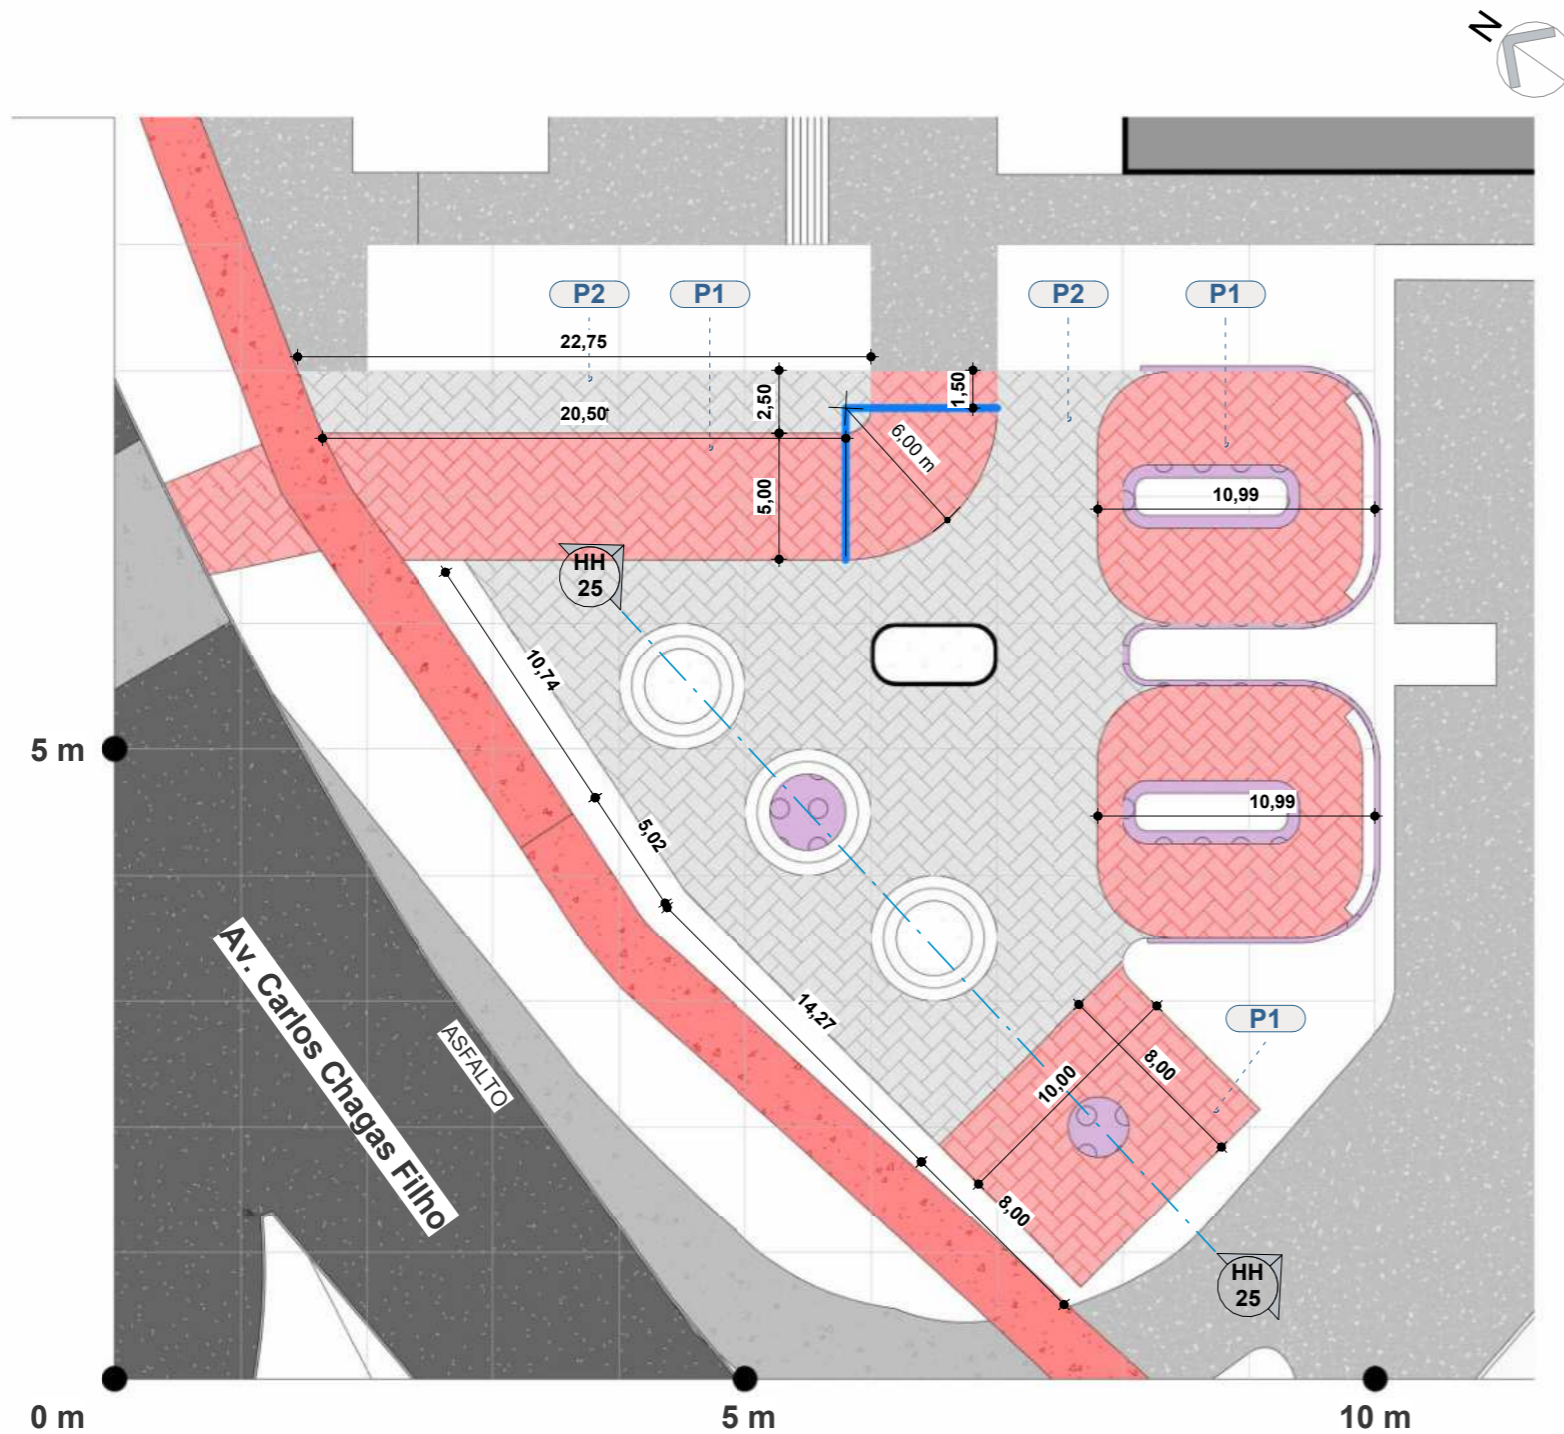 N
P2
P1
P2
P1
22,75
2,50
1,50
20,50
6,00 m
5,00
10,99
HH
25
10,74
5 m
5,02
10,99
14,27
P1
8,00
10,00
Av. Carlos Chagas Filho
ASFALTO
8,00
HH
25
0 m
5 m
10 m